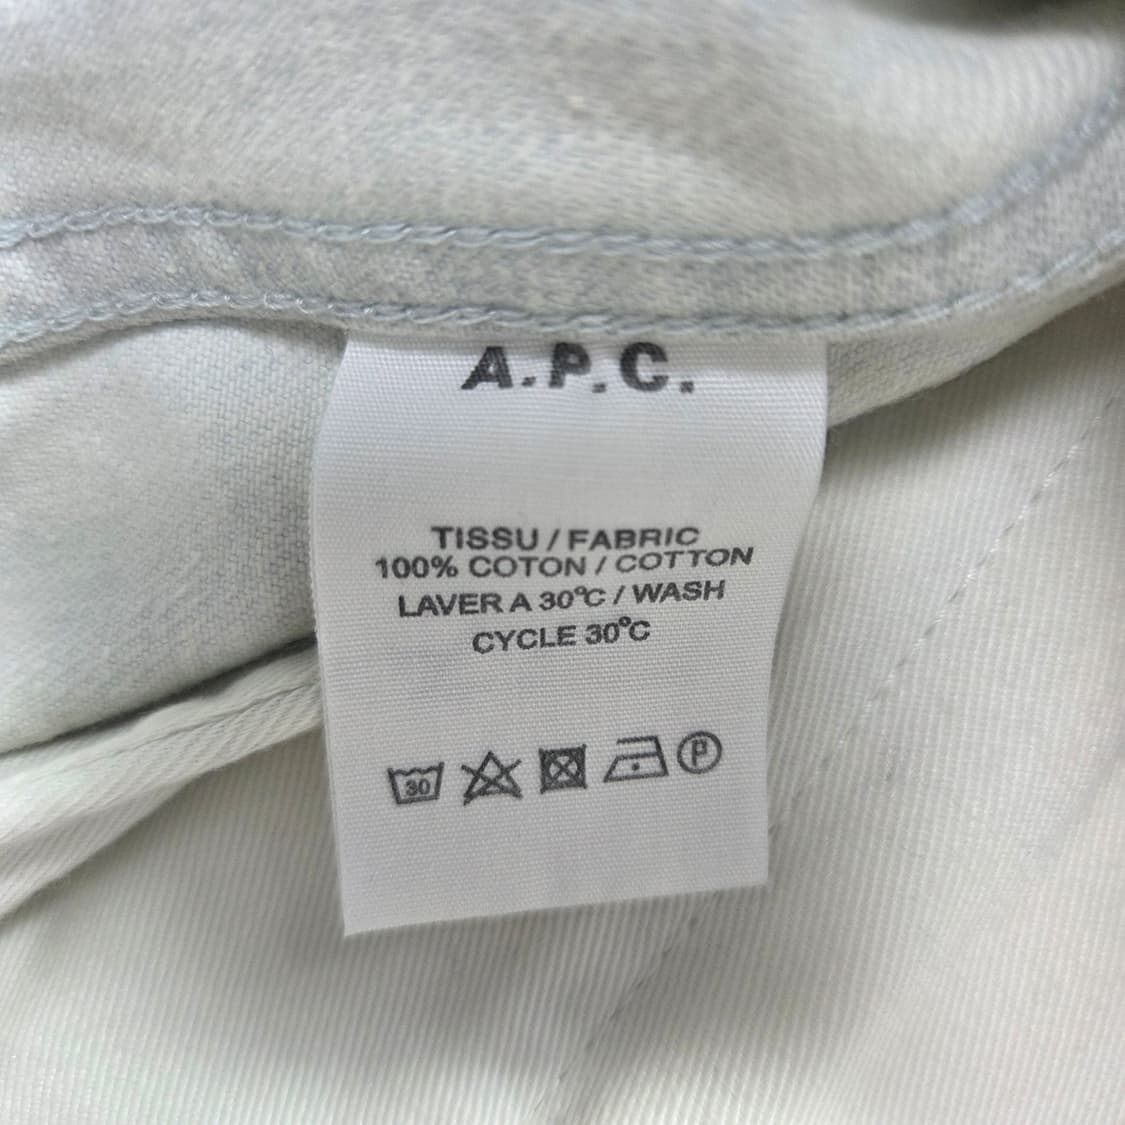 A.P.C.
TISSU / FABRIC
100% COTON / COTTON
LAVER A 30°C / WASH
CYCLE 30°C
30 P